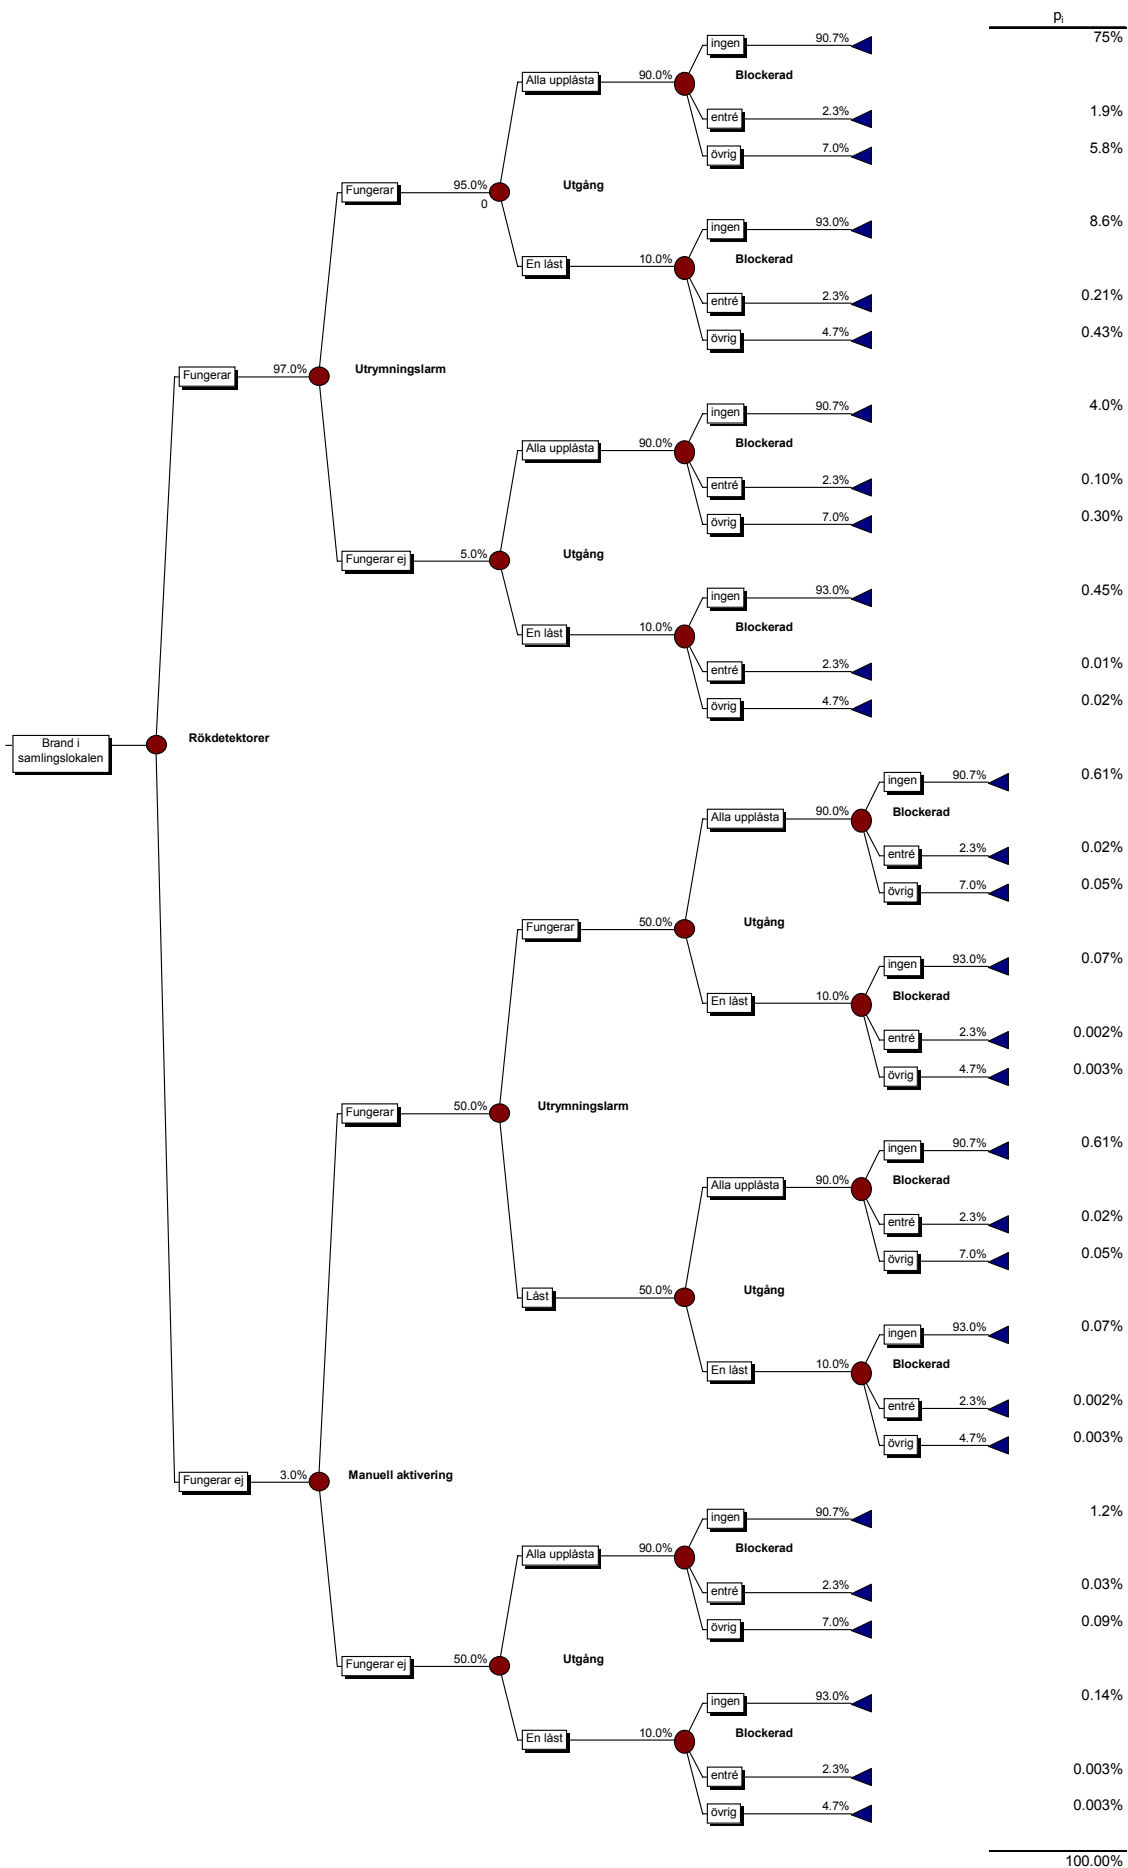 pi
ingen 90.7% 75%
Alla upplåsta 90.0% Blockerad
entré 2.3% 1.9%
övrig 7.0% 5.8%
Fungerar 95.0% Utgång
0
ingen 93.0% 8.6%
En låst 10.0% Blockerad
entré 2.3% 0.21%
övrig 4.7% 0.43%
Fungerar 97.0% Utrymningslarm
ingen 90.7% 4.0%
Alla upplåsta 90.0% Blockerad
entré 2.3% 0.10%
övrig 7.0% 0.30%
Fungerar ej 5.0% Utgång
ingen 93.0% 0.45%
En låst 10.0% Blockerad
entré 2.3% 0.01%
övrig 4.7% 0.02%
Brand i
samlingslokalen
Rökdetektorer
ingen 90.7% 0.61%
Alla upplåsta 90.0% Blockerad
entré 2.3% 0.02%
övrig 7.0% 0.05%
Fungerar 50.0% Utgång
ingen 93.0% 0.07%
En låst 10.0% Blockerad
entré 2.3% 0.002%
övrig 4.7% 0.003%
Fungerar 50.0% Utrymningslarm
ingen 90.7% 0.61%
Alla upplåsta 90.0% Blockerad
entré 2.3% 0.02%
övrig 7.0% 0.05%
Låst 50.0% Utgång
ingen 93.0% 0.07%
En låst 10.0% Blockerad
entré 2.3% 0.002%
övrig 4.7% 0.003%
Fungerar ej 3.0% Manuell aktivering
ingen 90.7% 1.2%
Alla upplåsta 90.0% Blockerad
entré 2.3% 0.03%
övrig 7.0% 0.09%
Fungerar ej 50.0% Utgång
ingen 93.0% 0.14%
En låst 10.0% Blockerad
entré 2.3% 0.003%
övrig 4.7% 0.003%
100.00%